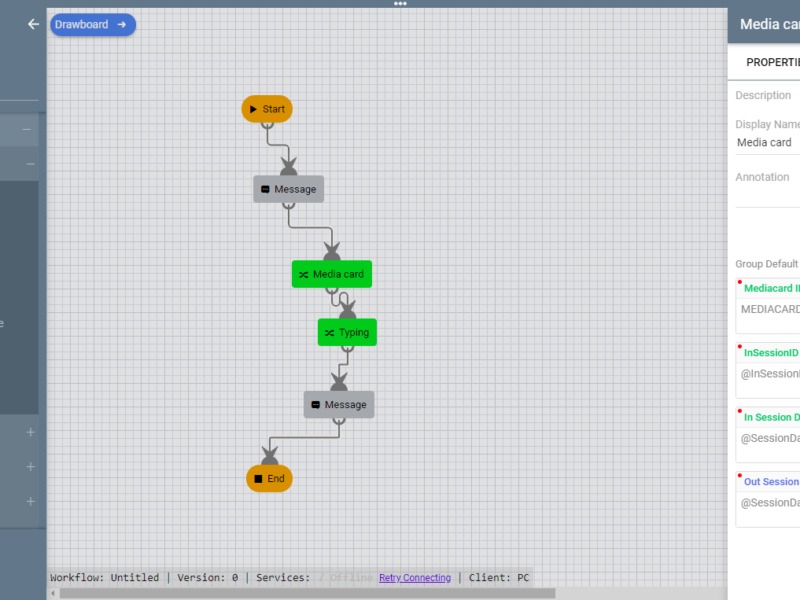 Drawboard
Start
Message
Media card
Typing
Message
End
Workflow: Untitled | Version: 0 | Services: / Offline Retry Connecting | Client: PC
Media car
PROPERTIE
Description
Display Name
Media card
Annotation
Group Default
Mediacard II
MEDIACARD
InSessionID
@InSessionI
In Session D
@SessionDa
Out Session
@SessionDa
e